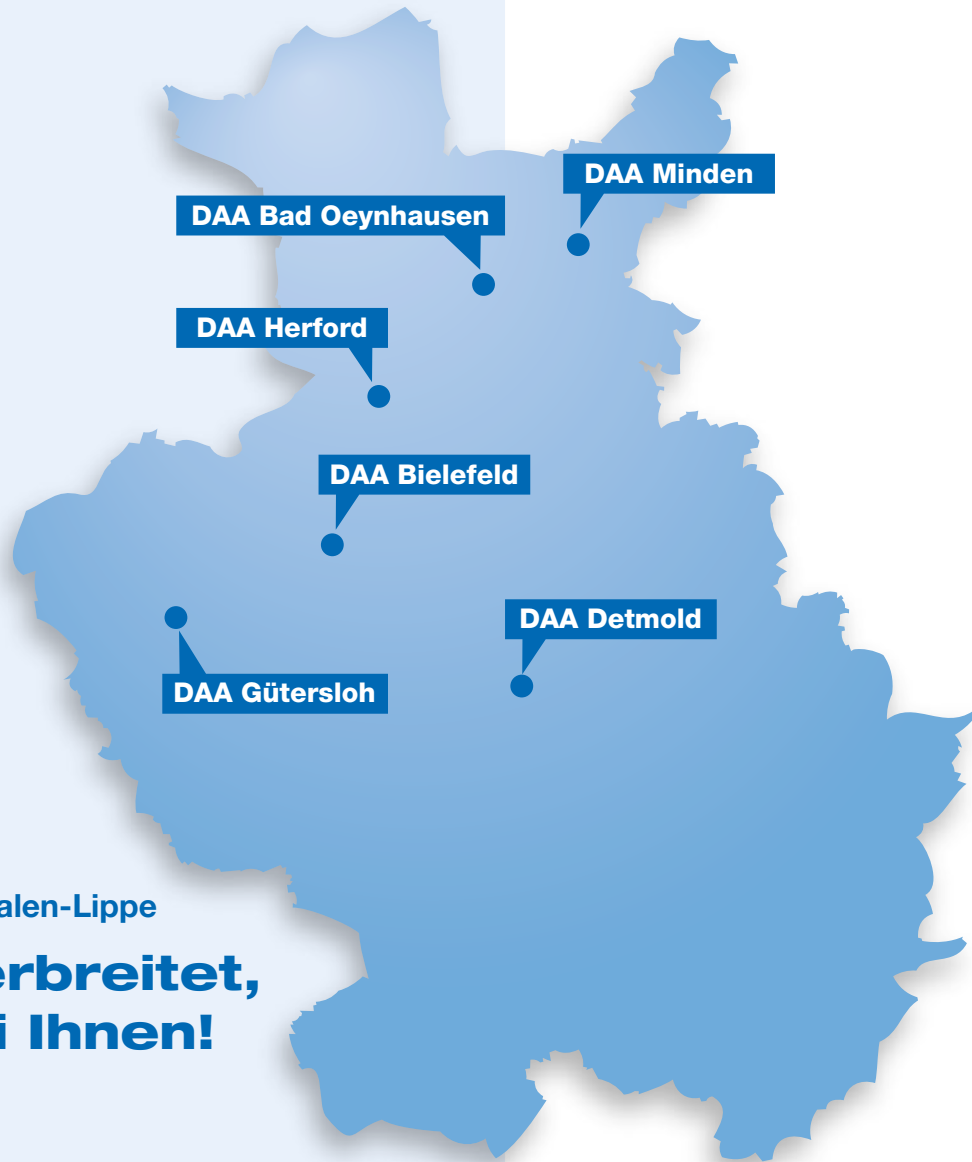 DAA Minden
DAA Bad Oeynhausen
DAA Herford
DAA Bielefeld
DAA Detmold
DAA Gütersloh
alen-Lippe
erbreitet,
i Ihnen!